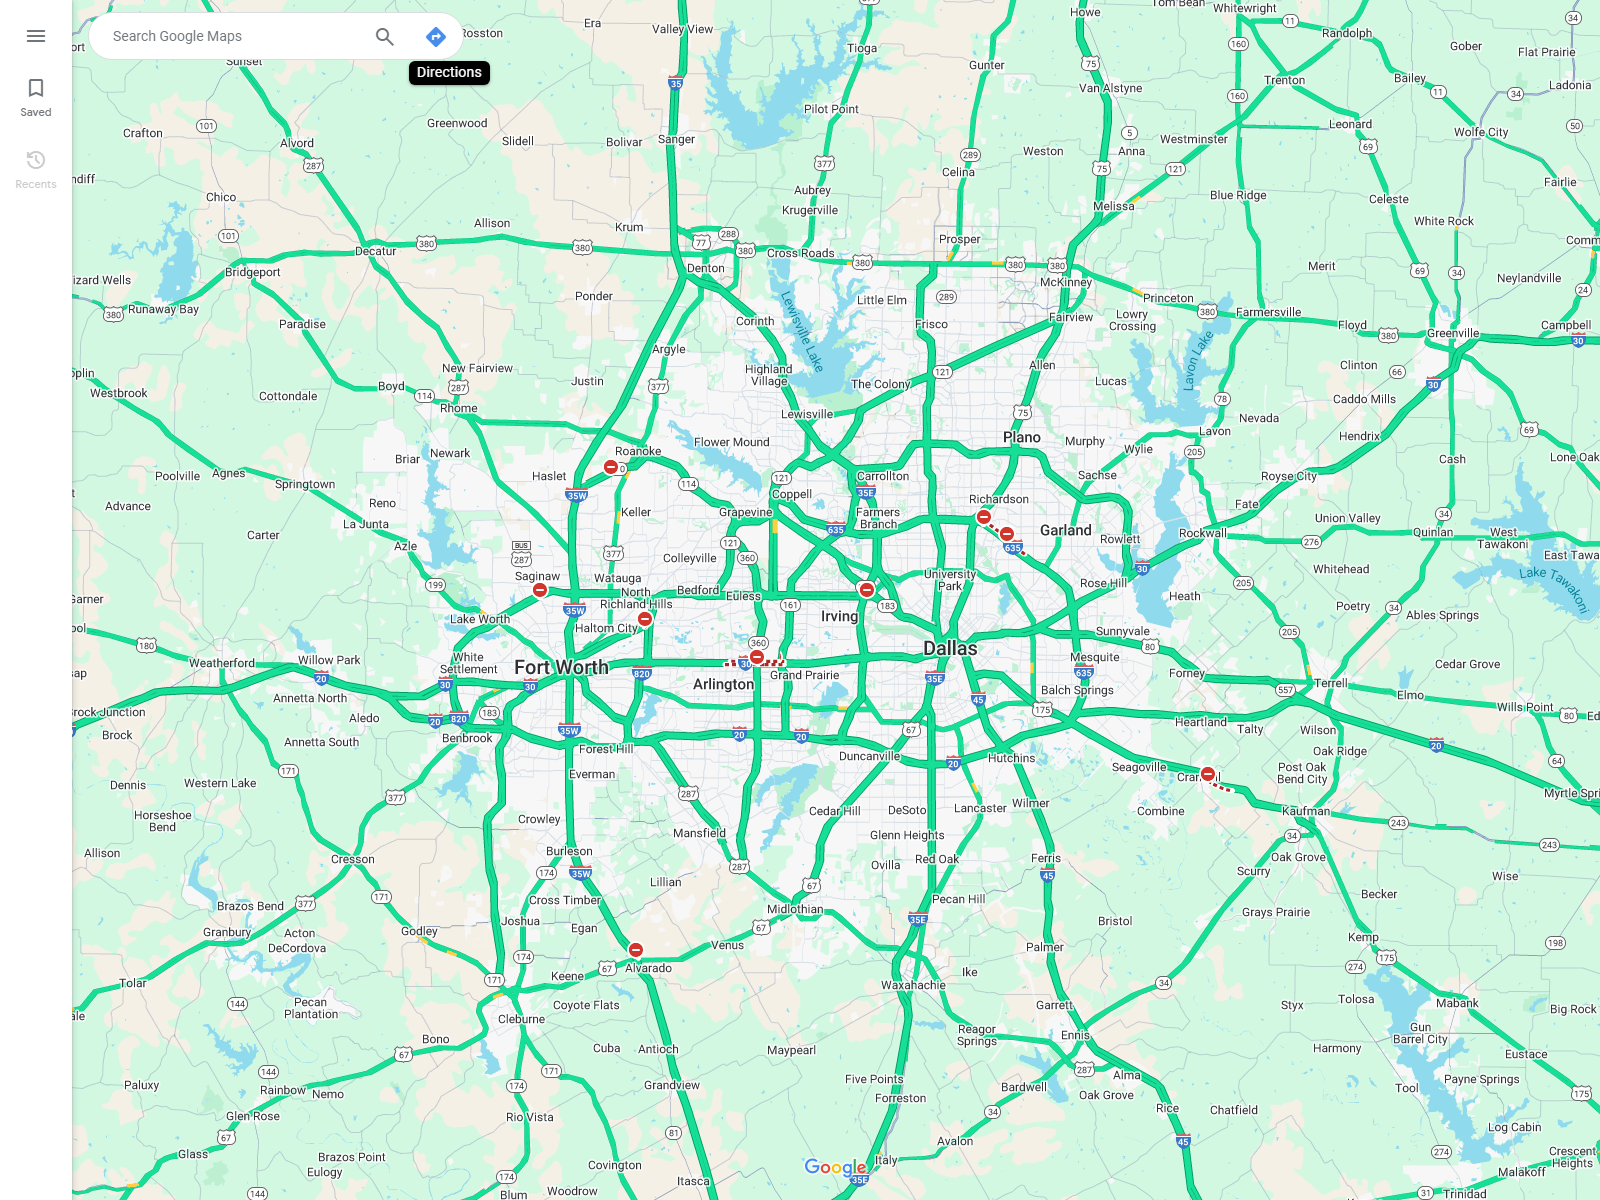 Search Google Maps
Directions
Saved
Recents
Rosston
Era
Valley View
Tioga
Gunter
Howe
Tom Bean
Whitewright
Randolph
Gober
Flat Prairie
Ladonia
Sunset
Pilot Point
Van Alstyne
Trenton
Bailey
Crafton
Alvord
Greenwood
Slidell
Bolivar
Sanger
Weston
Anna
Westminster
Leonard
Wolfe City
Chico
Aubrey
Krugerville
Celina
Melissa
Blue Ridge
Celeste
Fairlie
White Rock
Allison
Krum
Decatur
Bridgeport
Cross Roads
Prosper
Denton
McKinney
Merit
Neylandville
Runaway Bay
Ponder
Little Elm
Princeton
Farmersville
Paradise
Corinth
Lewisville Lake
Frisco
Fairview
Lowry
Crossing
Floyd
Greenville
Campbell
Argyle
New Fairview
Justin
Highland
Village
The Colony
Allen
Lucas
Lavon Lake
Clinton
Caddo Mills
Westbrook
Cottondale
Boyd
Rhome
Lewisville
Plano
Murphy
Nevada
Lavon
Hendrix
Briar
Newark
Roanoke
Flower Mound
Wylie
Sachse
Royse City
Cash
Lone Oak
Poolville
Agnes
Springtown
Haslet
Carrollton
Coppell
Richardson
Advance
Reno
La Junta
Keller
Grapevine
Farmers
Branch
Garland
Rowlett
Fate
Rockwall
Union Valley
Quinlan
West
Tawakoni
East Tawa
Carter
Azle
Colleyville
Saginaw
Watauga
North
Richland Hills
Bedford
Euless
University
Park
Rose Hill
Heath
Whitehead
Lake Tawakoni
Garner
Lake Worth
Haltom City
Irving
Dallas
Sunnyvale
Poetry
Ables Springs
Weatherford
Willow Park
White
Settlement
Fort Worth
Arlington
Grand Prairie
Mesquite
Balch Springs
Forney
Terrell
Cedar Grove
Elmo
Wills Point
Annetta North
Aledo
Brock Junction
Brock
Annetta South
Benbrook
Forest Hill
Everman
Duncanville
Hutchins
Heartland
Talty
Wilson
Oak Ridge
Seagoville
Post Oak
Bend City
Dennis
Western Lake
Horseshoe
Bend
Crowley
Mansfield
Cedar Hill
DeSoto
Lancaster
Wilmer
Combine
Kaufman
Myrtle Spri
Glenn Heights
Allison
Cresson
Burleson
Lillian
Ovilla
Red Oak
Ferris
Scurry
Oak Grove
Wise
Becker
Brazos Bend
Granbury
Acton
DeCordova
Cross Timber
Joshua
Egan
Midlothian
Pecan Hill
Bristol
Grays Prairie
Godley
Venus
Palmer
Kemp
Tolar
Keene
Alvarado
Waxahachie
Ike
Garrett
Styx
Tolosa
Mabank
Big Rock
Pecan
Plantation
Coyote Flats
Cleburne
Reagor
Springs
Ennis
Gun
Barrel City
Bono
Cuba
Antioch
Maypearl
Harmony
Eustace
Paluxy
Rainbow
Nemo
Grandview
Five Points
Forreston
Bardwell
Alma
Oak Grove
Rice
Chatfield
Tool
Payne Springs
Glen Rose
Rio Vista
Log Cabin
Glass
Brazos Point
Eulogy
Covington
Avalon
Italy
Crescent
Heights
Malakoff
Blum
Woodrow
Itasca
Trinidad
Google